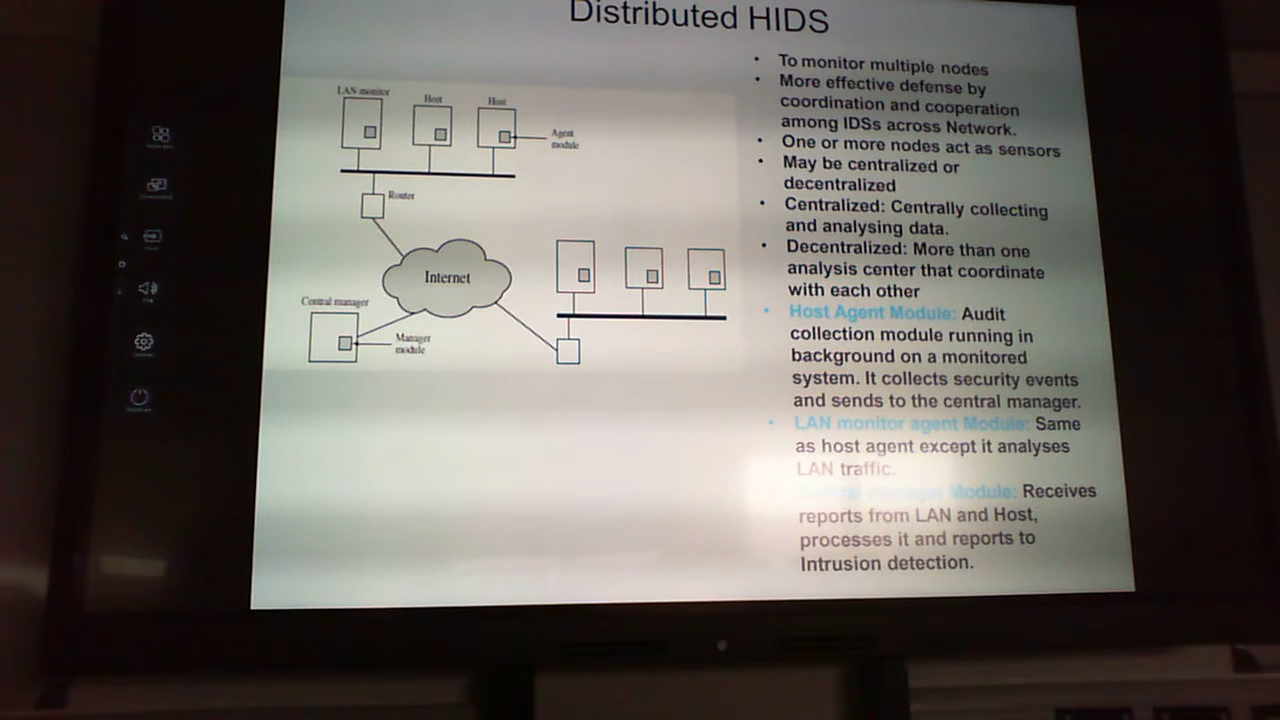 Distributed HIDS
LAN monitor
Host
Host
Agent
module
Router
Internet
Central manager
Manager
module
• To monitor multiple nodes
• More effective defense by
coordination and cooperation
among IDSs across Network.
• One or more nodes act as sensors
• May be centralized or
decentralized
• Centralized: Centrally collecting
and analysing data.
• Decentralized: More than one
analysis center that coordinate
with each other
• Host Agent Module: Audit
collection module running in
background on a monitored
system. It collects security events
and sends to the central manager.
• LAN monitor agent Module: Same
as host agent except it analyses
LAN traffic.
Module: Receives
reports from LAN and Host,
processes it and reports to
Intrusion detection.